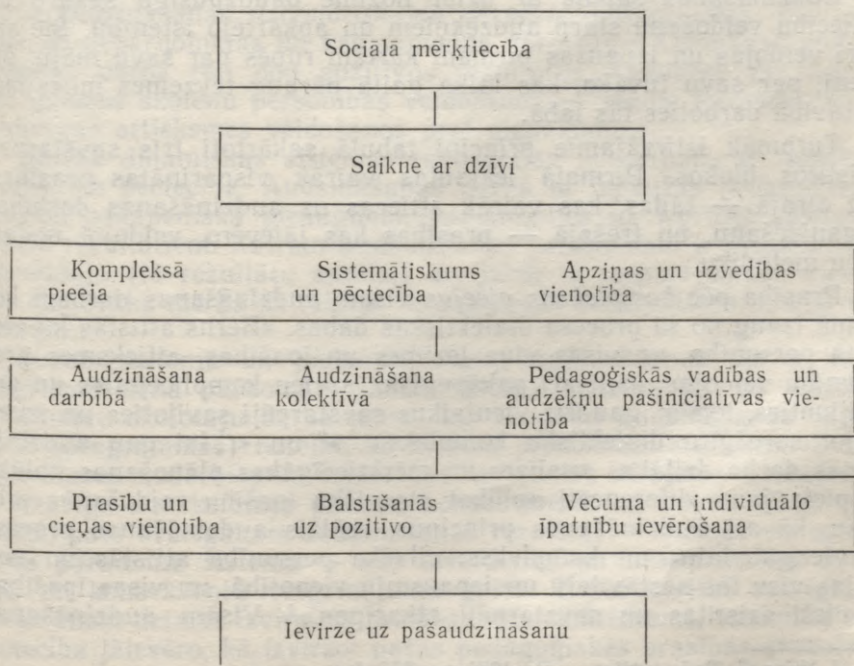 Sociālā mērķtiecība
Saikne ar dzīvi
Kompleksā
pieeja
Sistemātiskums
un pēctecība
Apziņas un uzvedības
vienotība
Audzināšana
darbībā
Audzināšana
kolektīvā
Pedagoģiskās vadības un
audzēkņu pašiniciatīvas vie-
notība
Prasību un
cieņas vienotība
Balstīšanās
uz pozitīvo
Vecuma un individuālo
īpatnību ievērošana
Ievirze uz pašaudzināšanu